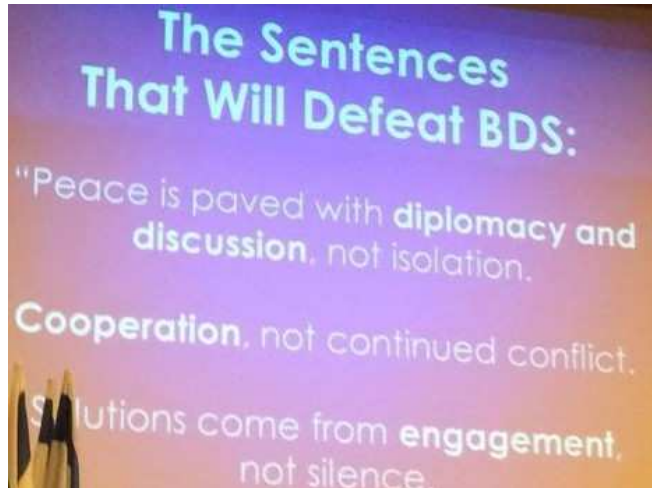 The Sentences
That Will Defeat BDS:
“Peace is paved with diplomacy and
discussion, not isolation.
Cooperation, not continued conflict.
Solutions come from engagement,
not silence.